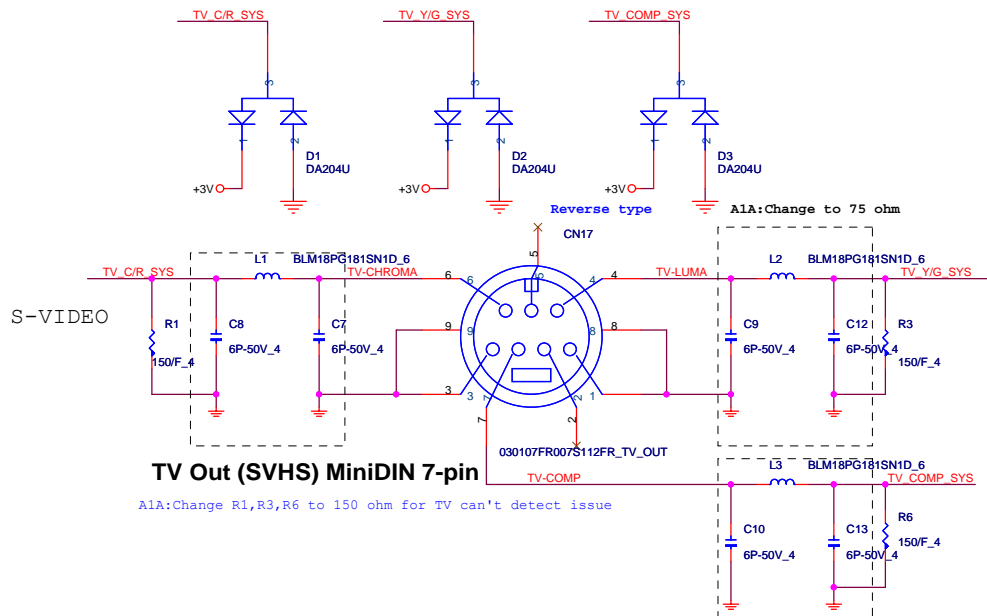 TV_C/R_SYS TV_Y/G_SYS TV_COMP_SYS
3 3 3
1 2 1 2 1 2
D1 D2 D3
DA204U DA204U DA204U
+3V +3V +3V
Reverse type A1A:Change to 75 ohm
CN17
5
TV_C/R_SYS L1 BLM18PG181SN1D_6 TV-CHROMA 6 6 5 4 4 TV-LUMA L2 BLM18PG181SN1D_6 TV_Y/G_SYS
S-VIDEO
R1 C8 C7 9 9 8 8 C9 C12 R3
150/F_4 6P-50V_4 6P-50V_4 6P-50V_4 6P-50V_4 150/F_4
3 3 7 2 1 1
7 2
030107FR007S112FR_TV_OUT
TV Out (SVHS) MiniDIN 7-pin
TV-COMP L3 BLM18PG181SN1D_6 TV_COMP_SYS
A1A:Change R1,R3,R6 to 150 ohm for TV can't detect issue
C10 C13 R6
6P-50V_4 6P-50V_4 150/F_4